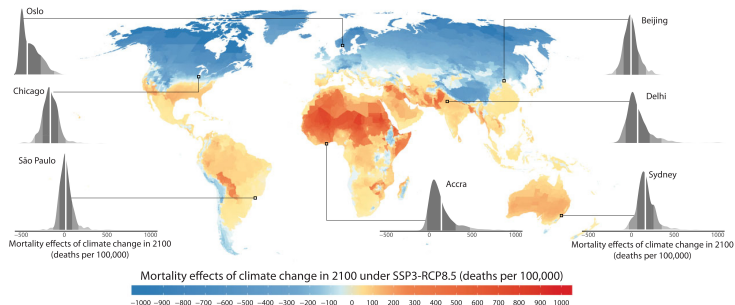 Oslo
Beijing
Chicago
Delhi
São Paulo
Accra
Sydney
−500 0 500 1000
−500 0 500 1000
−500 0 500 1000
Mortality effects of climate change in 2100
(deaths per 100,000)
Mortality effects of climate change in 2100
(deaths per 100,000)
Mortality effects of climate change in 2100 under SSP3-RCP8.5 (deaths per 100,000)
−1000 −900 −800 −700 −600 −500 −400 −300 −200 −100 0 100 200 300 400 500 600 700 800 900 1000